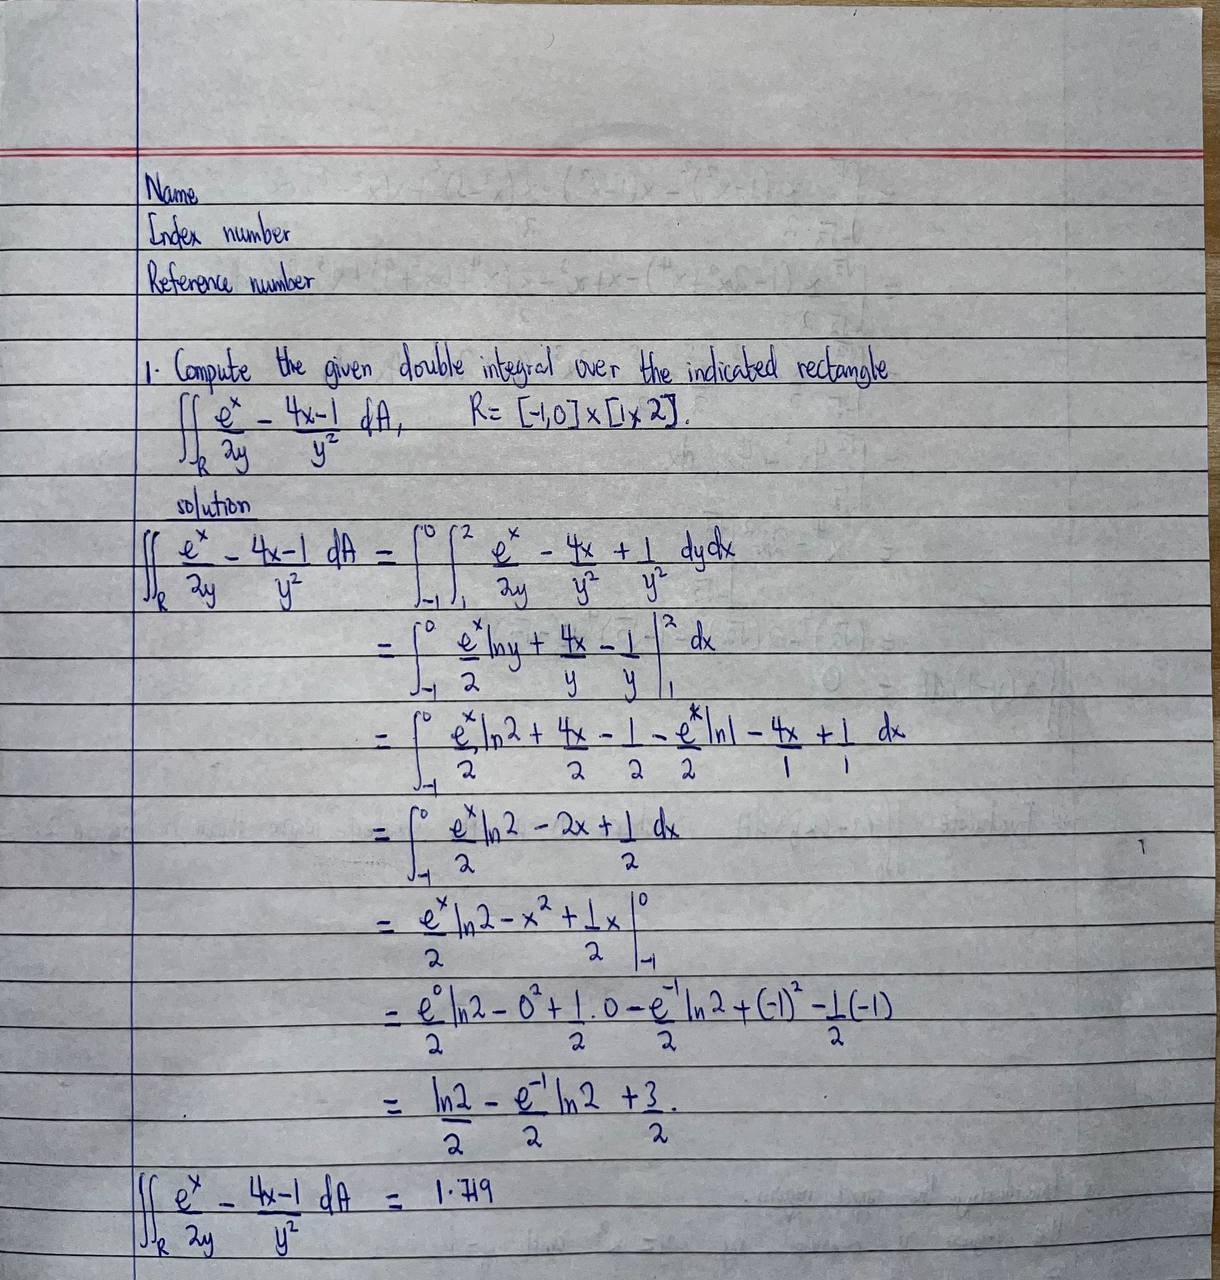 Name
Index number
Reference number
1. Compute the given double integral over the indicated rectangle
∬_R e^x/2y - (4x-1)/y² dA, R = [-1,0] × [1 × 2].
solution
∬_R e^x/2y - (4x-1)/y² dA = ∫_{-1}^0 ∫_1^2 e^x/2y - 4x/y² + 1/y² dydx
= ∫_{-1}^0 e^x/2 lny + 4x/y - 1/y |_1^2 dx
= ∫_{-1}^0 e^x/2 ln2 + 4x/2 - 1/2 - e^x/2 ln1 - 4x/1 + 1/1 dx
= ∫_{-1}^0 e^x/2 ln2 - 2x + 1/2 dx
= e^x/2 ln2 - x² + 1/2 x |_{-1}^0
= e^0/2 ln2 - 0² + 1/2 . 0 - e^{-1}/2 ln2 + (-1)² - 1/2 (-1)
= ln2/2 - e^{-1}/2 ln2 + 3/2.
∬_R e^x/2y - (4x-1)/y² dA = 1.719